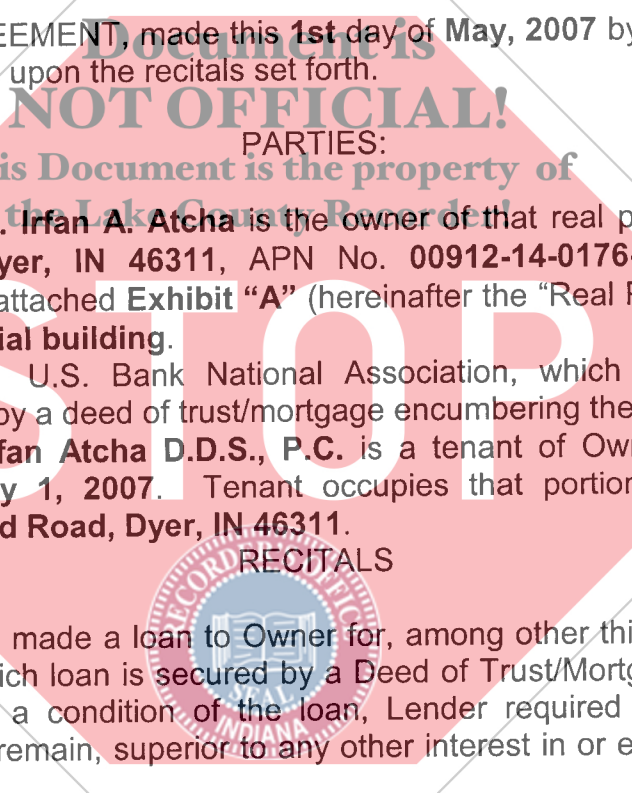 EEMENT, made this 1st day of May, 2007 by
Document is
upon the recitals set forth.
NOT OFFICIAL!
PARTIES:
is Document is the property of
the Lake County Recorder!
. Irfan A. Atcha is the owner of that real p
yer, IN 46311, APN No. 00912-14-0176-
attached Exhibit “A” (hereinafter the “Real P
ial building.
STOP
U.S. Bank National Association, which
by a deed of trust/mortgage encumbering the
fan Atcha D.D.S., P.C. is a tenant of Own
y 1, 2007. Tenant occupies that portion
d Road, Dyer, IN 46311.
RECITALS
RECORDER'S OFFICE
made a loan to Owner for, among other thi
ich loan is secured by a Deed of Trust/Mortg
SEAL
a condition of the loan, Lender required
INDIANA
remain, superior to any other interest in or e